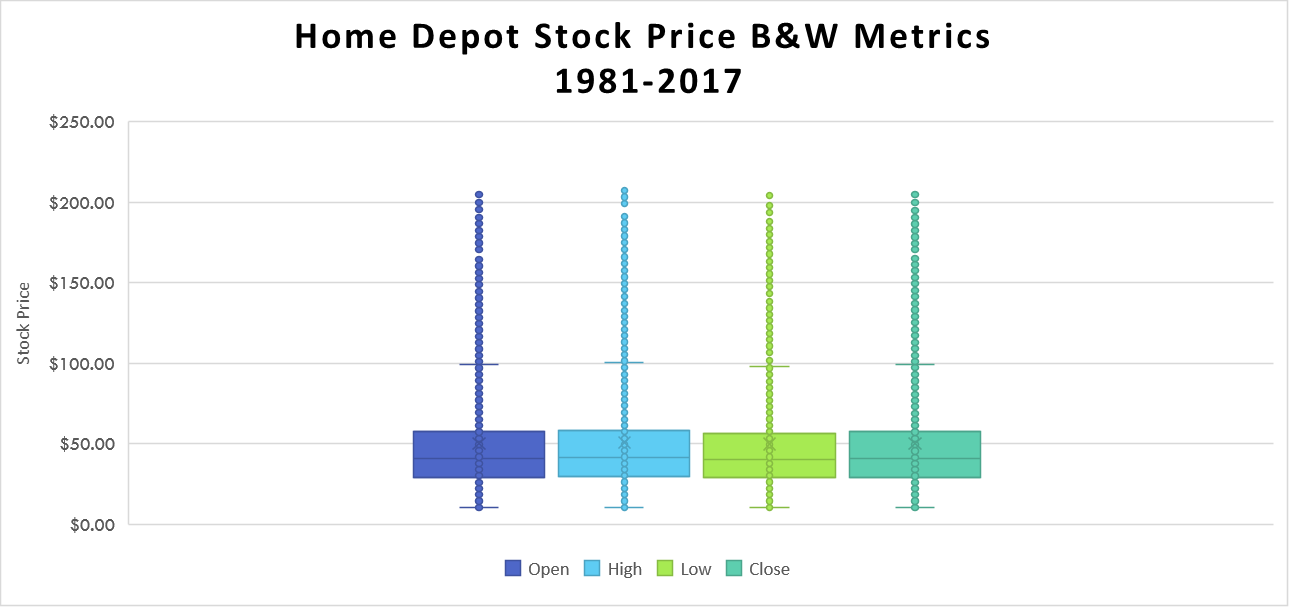 Home Depot Stock Price B&W Metrics
1981-2017
$250.00
$200.00
$150.00
$100.00
$50.00
$0.00
Stock Price
Open High Low Close